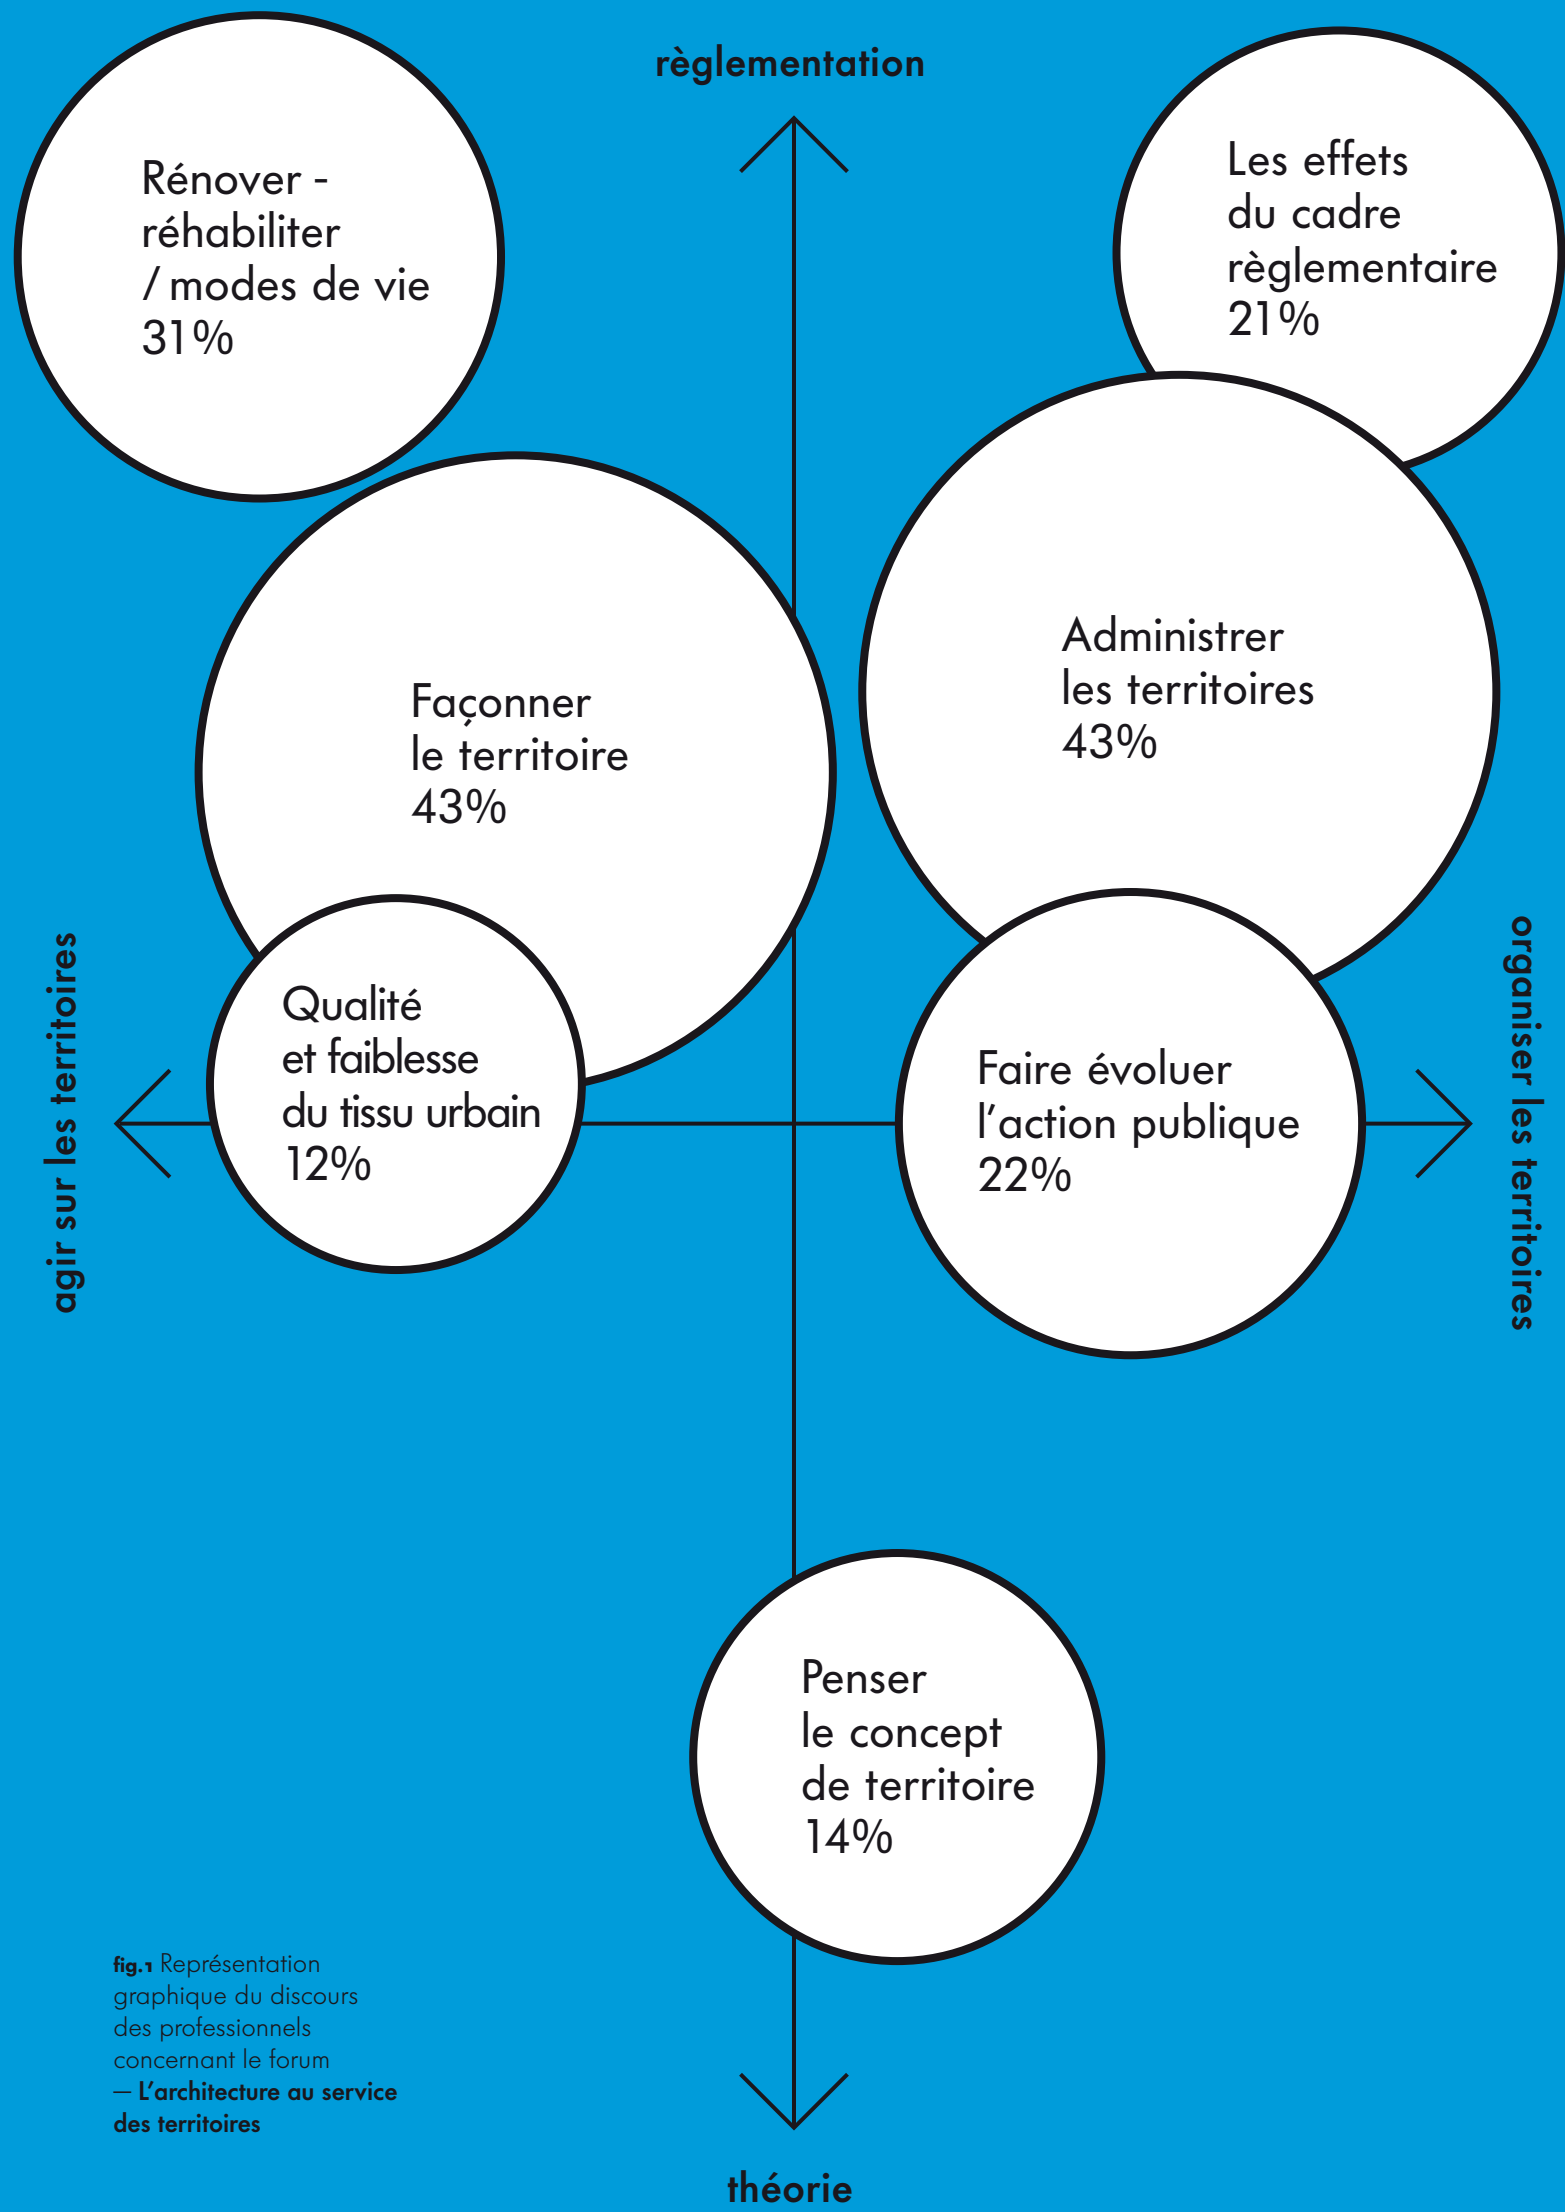 règlementation
Rénover -
réhabiliter
/ modes de vie
31%
Les effets
du cadre
règlementaire
21%
Façonner
le territoire
43%
Administrer
les territoires
43%
agir sur les territoires
Qualité
et faiblesse
du tissu urbain
12%
Faire évoluer
l'action publique
22%
organiser les territoires
Penser
le concept
de territoire
14%
fig.1 Représentation
graphique du discours
des professionnels
concernant le forum
— L'architecture au service
des territoires
théorie